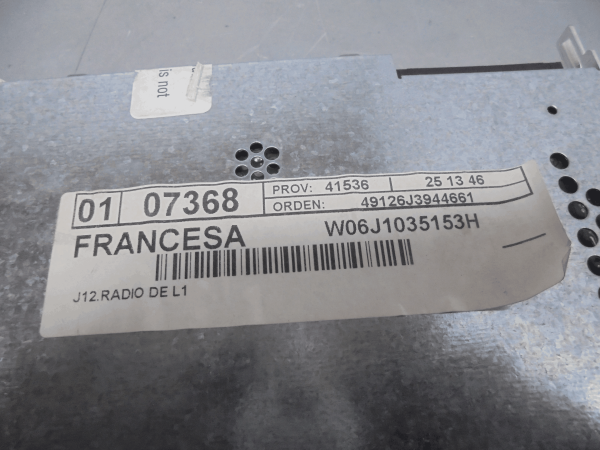 is not
01 07368 PROV: 41536 25 13 46
ORDEN: 49126J3944661
FRANCESA W06J1035153H
J12.RADIO DE L1